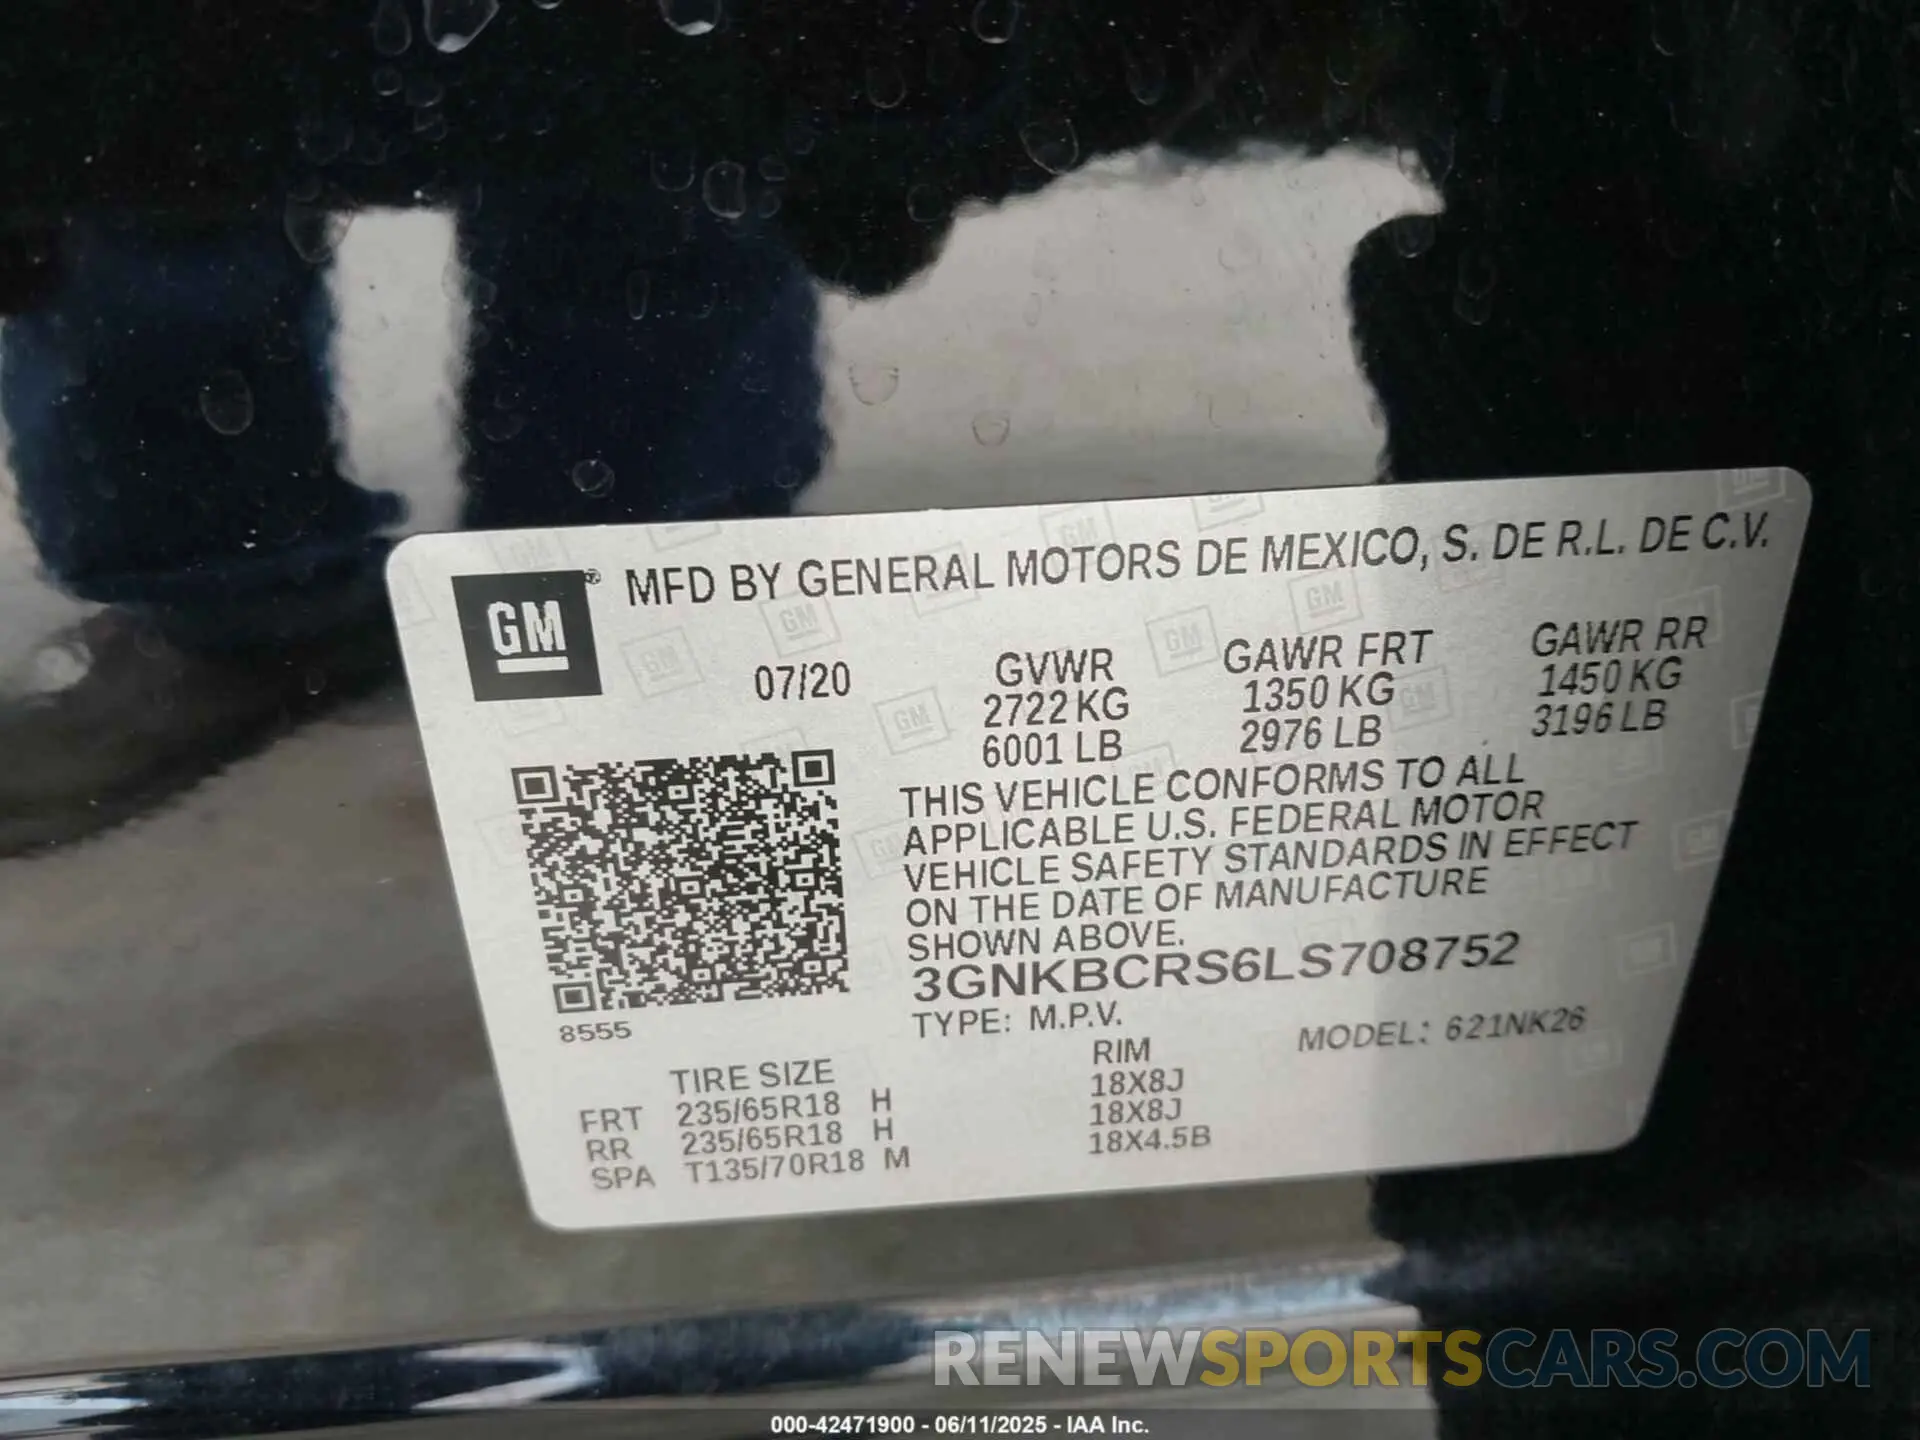 GM ® MFD BY GENERAL MOTORS DE MEXICO, S. DE R.L. DE C.V.
07/20 GVWR GAWR FRT GAWR RR
2722 KG 1350 KG 1450 KG
6001 LB 2976 LB 3196 LB
THIS VEHICLE CONFORMS TO ALL
APPLICABLE U.S. FEDERAL MOTOR
VEHICLE SAFETY STANDARDS IN EFFECT
ON THE DATE OF MANUFACTURE
SHOWN ABOVE.
3GNKBCRS6LS708752
8555 TYPE: M.P.V. MODEL: 621NK26
TIRE SIZE RIM
FRT 235/65R18 H 18X8J
RR 235/65R18 H 18X8J
SPA T135/70R18 M 18X4.5B
RENEWSPORTSCARS.COM
000-42471900 - 06/11/2025 - IAA Inc.